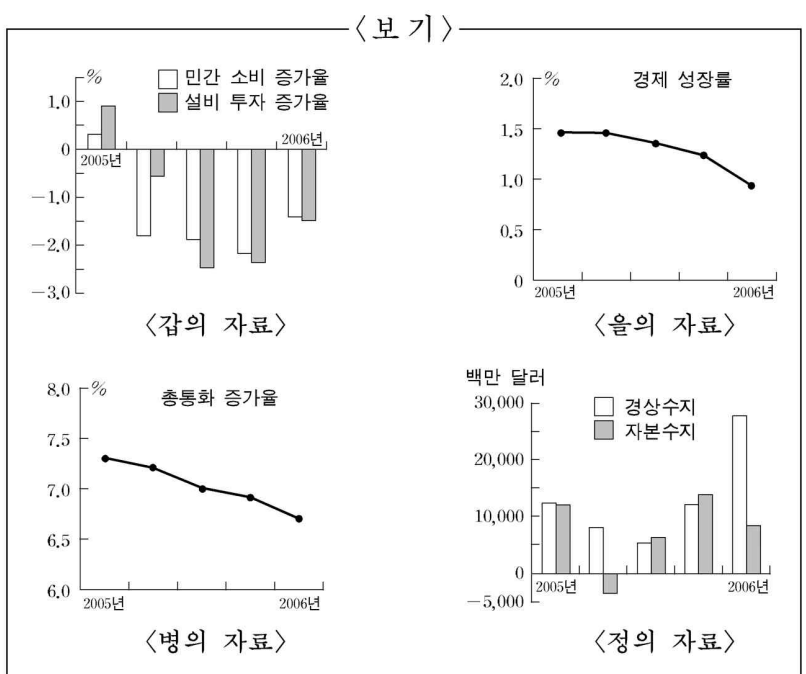 〈보 기〉
%
민간 소비 증가율
설비 투자 증가율
1.0
0
−1.0
−2.0
−3.0
2005년
2006년
〈갑의 자료〉
2.0
%
경제 성장률
1.5
1.0
0.5
0
2005년
2006년
〈을의 자료〉
8.0
%
총통화 증가율
7.5
7.0
6.5
6.0
2005년
2006년
〈병의 자료〉
백만 달러
30,000
경상수지
자본수지
20,000
10,000
0
−5,000
2005년
2006년
〈정의 자료〉